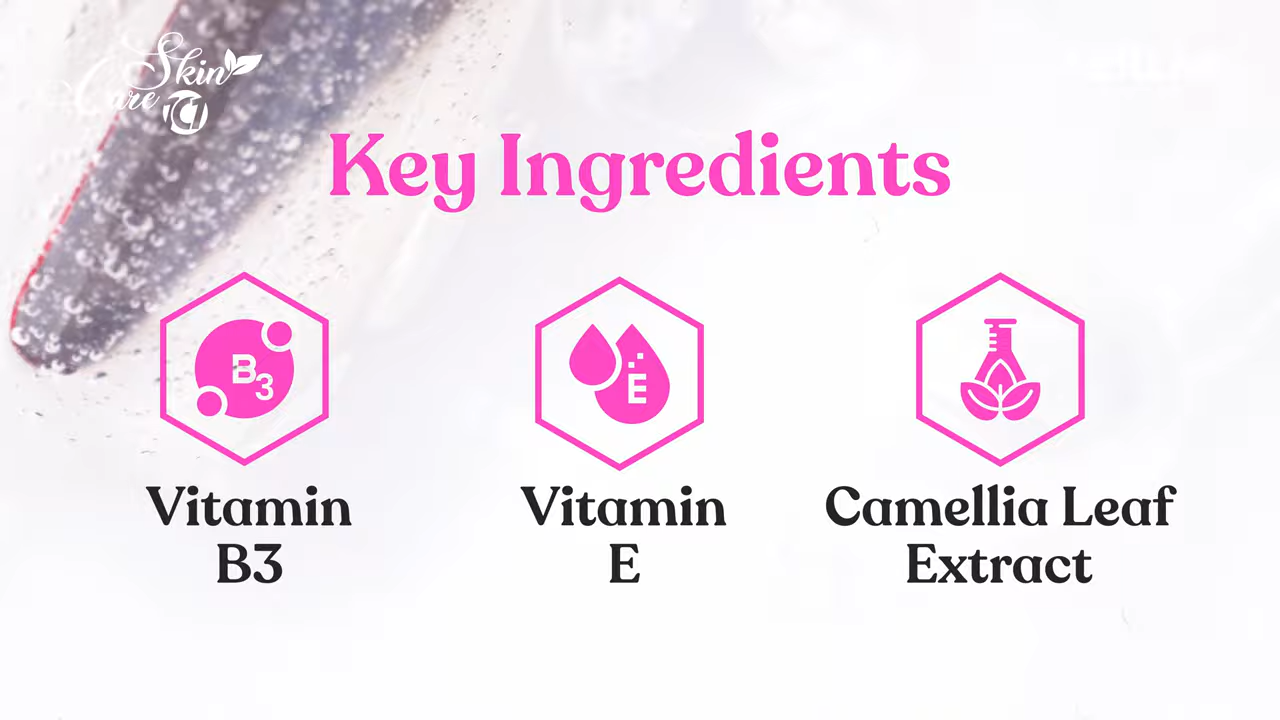 Skin
Care
Key Ingredients
B3
E
Vitamin
B3
Vitamin
E
Camellia Leaf
Extract